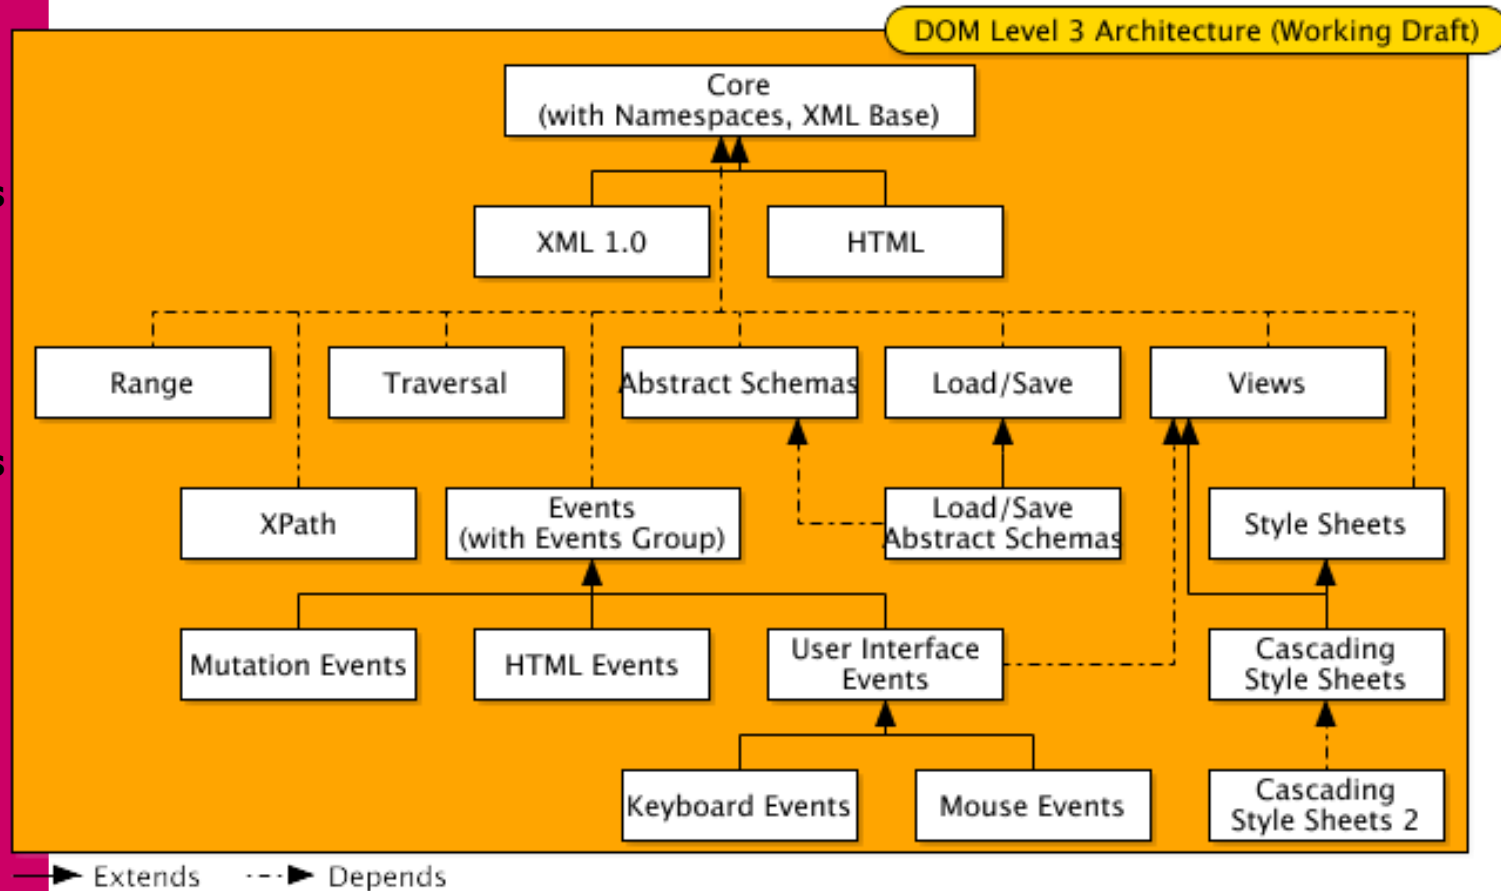 DOM Level 3 Architecture (Working Draft)
Core
(with Namespaces, XML Base)
XML 1.0
HTML
Range
Traversal
Abstract Schemas
Load/Save
Views
XPath
Events
(with Events Group)
Load/Save
Abstract Schemas
Style Sheets
Mutation Events
HTML Events
User Interface
Events
Cascading
Style Sheets
Keyboard Events
Mouse Events
Cascading
Style Sheets 2
Extends
Depends